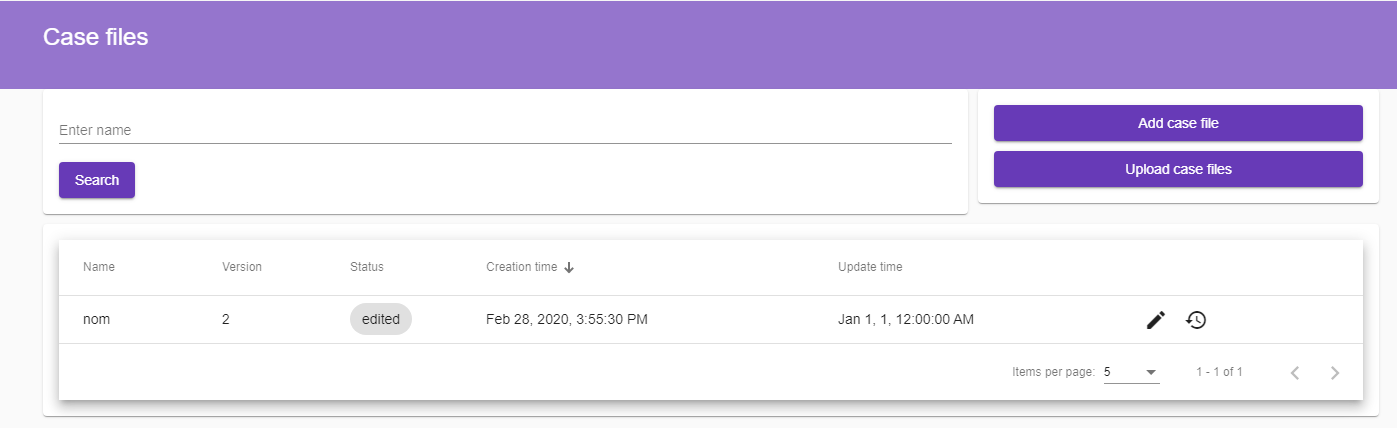 Case files
Enter name
Search
Add case file
Upload case files
Name Version Status Creation time Update time
nom 2 edited Feb 28, 2020, 3:55:30 PM Jan 1, 1, 12:00:00 AM
Items per page: 5 1 - 1 of 1